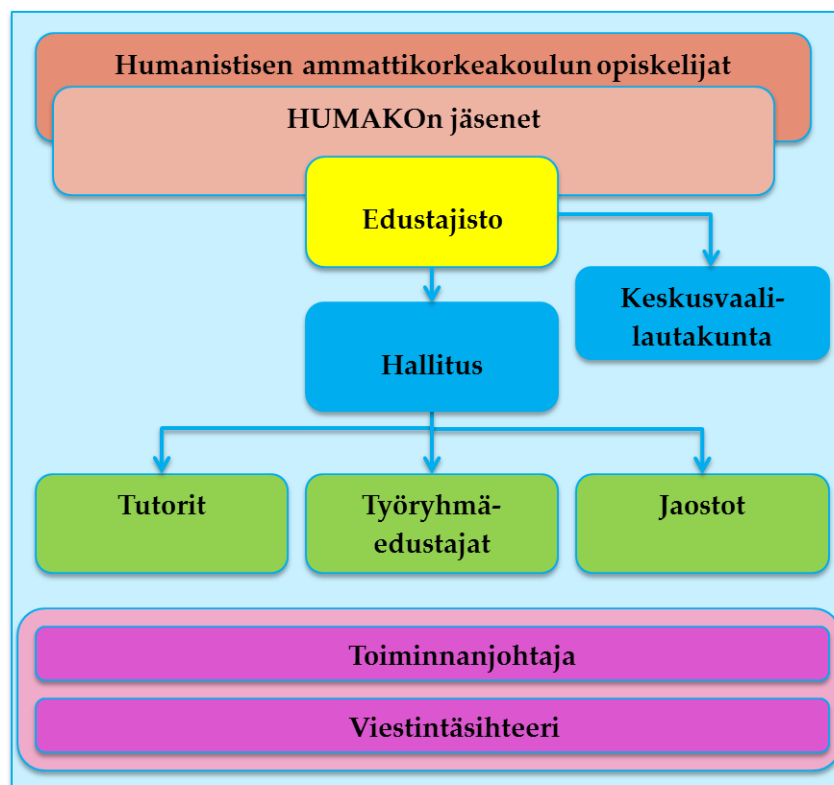 Humanistisen ammattikorkeakoulun opiskelijat
HUMAKOn jäsenet
Edustajisto
Keskusvaali-
lautakunta
Hallitus
Tutorit
Työryhmä-
edustajat
Jaostot
Toiminnanjohtaja
Viestintäsihteeri